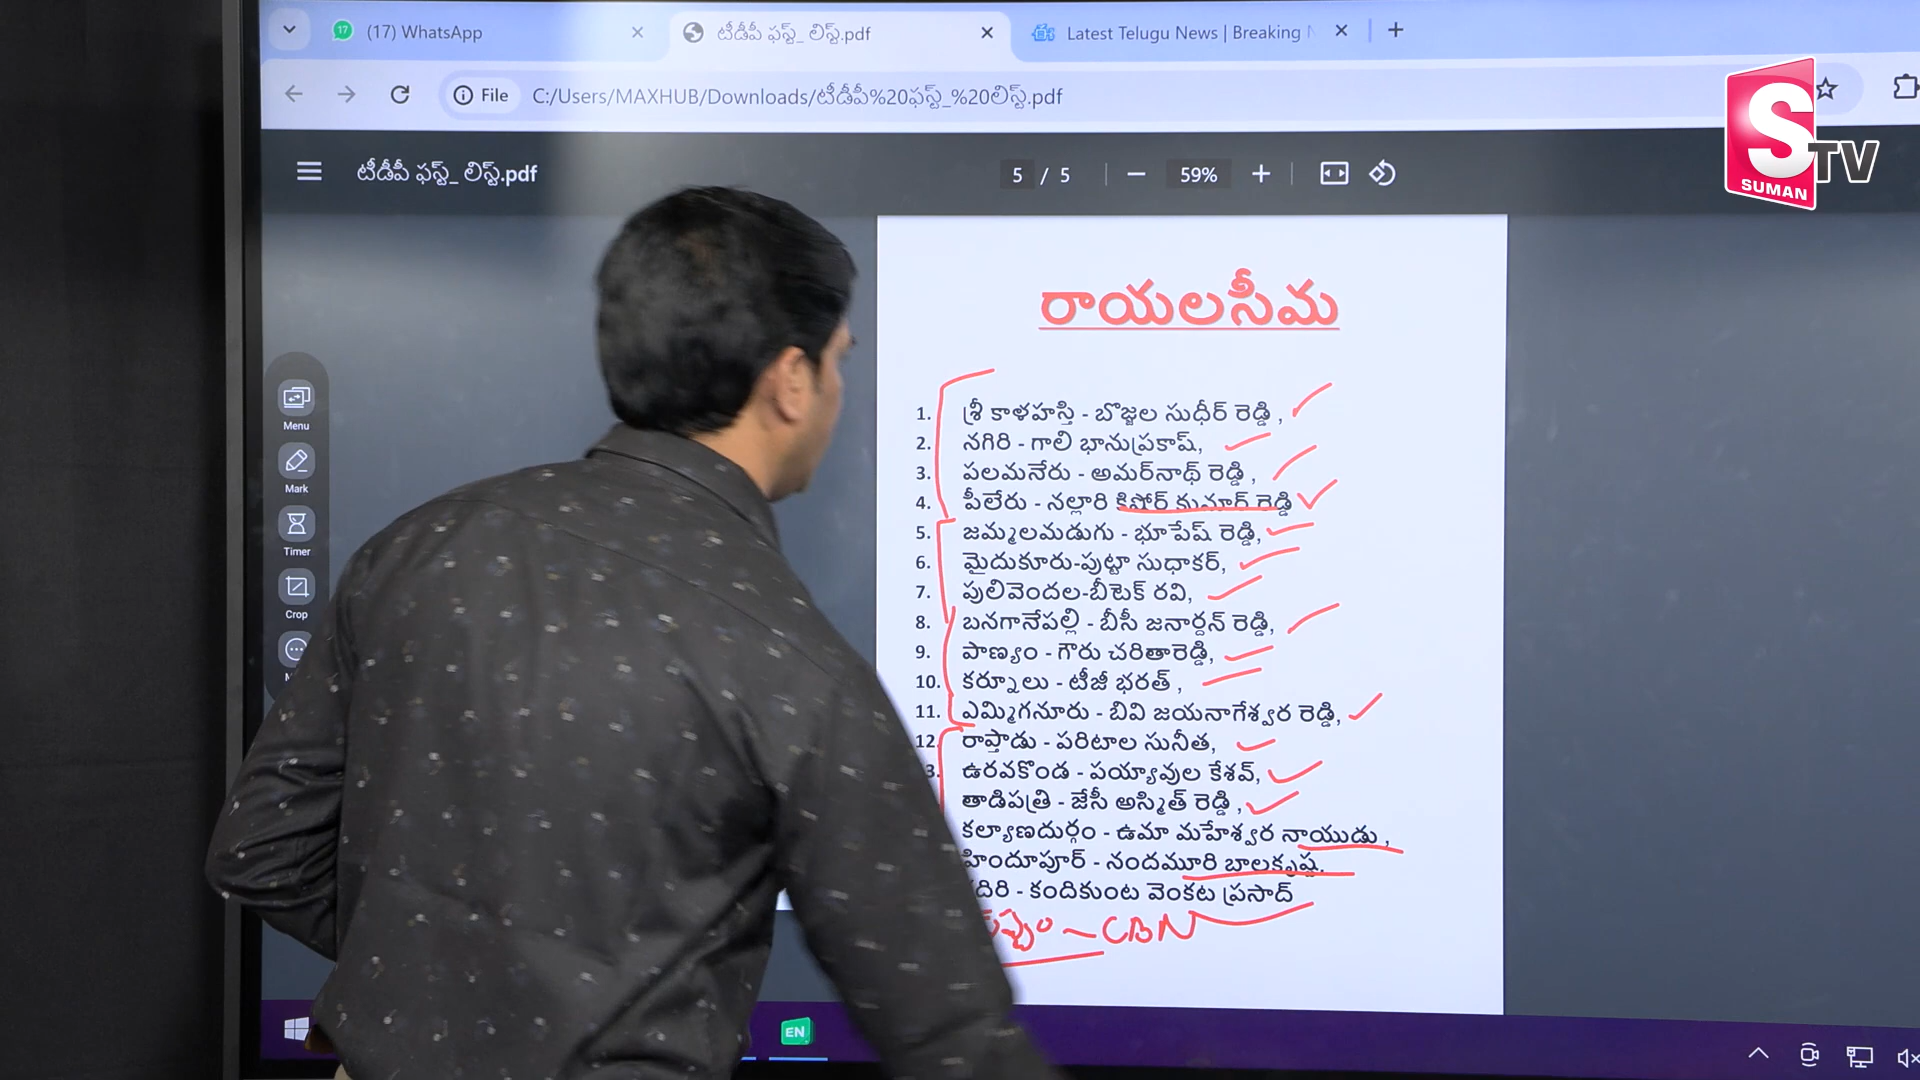 (17) WhatsApp
టీడీపీ ఫస్ట్_ లిస్ట్.pdf
Latest Telugu News | Breaking N
File
C:/Users/MAXHUB/Downloads/టీడీపీ%20ఫస్ట్_%20లిస్ట్.pdf
S
SUMAN
TV
టీడీపీ ఫస్ట్_ లిస్ట్.pdf
5 / 5
59%
రాయలసీమ
Menu
Mark
Timer
Crop
1. శ్రీ కాళహస్తి - బొజ్జల సుధీర్ రెడ్డి ,
2. నగిరి - గాలి భానుప్రకాష్,
3. పలమనేరు - అమర్‌నాథ్ రెడ్డి ,
4. పీలేరు - నల్లారి కిషోర్ కుమార్ రెడ్డి
5. జమ్మలమడుగు - భూపేష్ రెడ్డి,
6. మైదుకూరు-పుట్టా సుధాకర్,
7. పులివెందల-బీటెక్ రవి,
8. బనగానేపల్లి - బీసీ జనార్దన్ రెడ్డి,
9. పాణ్యం - గౌరు చరితారెడ్డి,
10. కర్నూలు - టీజీ భరత్ ,
11. ఎమ్మిగనూరు - బివి జయనాగేశ్వర రెడ్డి,
12. రాప్తాడు - పరిటాల సునీత,
3. ఉరవకొండ - పయ్యావుల కేశవ్,
తాడిపత్రి - జేసీ అస్మిత్ రెడ్డి ,
కల్యాణదుర్గం - ఉమా మహేశ్వర నాయుడు ,
హిందూపూర్ - నందమూరి బాలకృష్ణ,
దిరి - కందికుంట వెంకట ప్రసాద్
CBN
EN